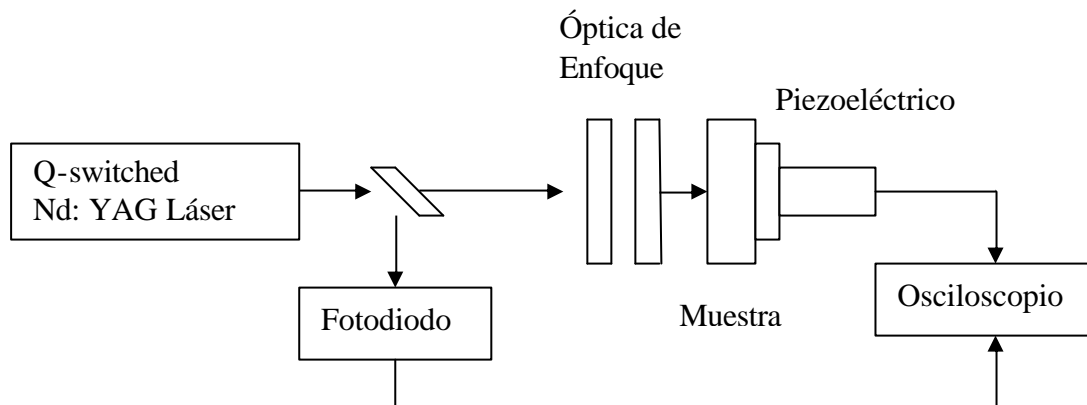 Óptica de
Enfoque
Piezoeléctrico
Q-switched
Nd: YAG Láser
Fotodiodo
Muestra
Osciloscopio